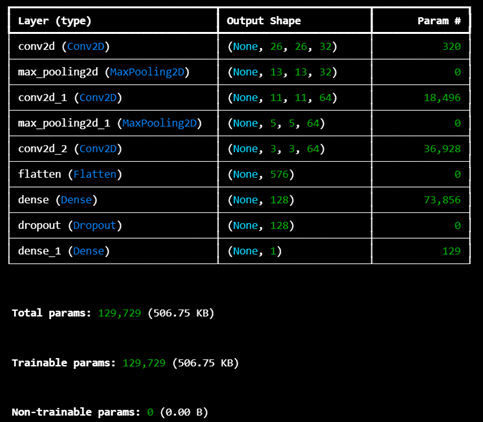 Layer (type) Output Shape Param #
conv2d (Conv2D) (None, 26, 26, 32) 320
max_pooling2d (MaxPooling2D) (None, 13, 13, 32) 0
conv2d_1 (Conv2D) (None, 11, 11, 64) 18,496
max_pooling2d_1 (MaxPooling2D) (None, 5, 5, 64) 0
conv2d_2 (Conv2D) (None, 3, 3, 64) 36,928
flatten (Flatten) (None, 576) 0
dense (Dense) (None, 128) 73,856
dropout (Dropout) (None, 128) 0
dense_1 (Dense) (None, 1) 129
Total params: 129,729 (506.75 KB)
Trainable params: 129,729 (506.75 KB)
Non-trainable params: 0 (0.00 B)